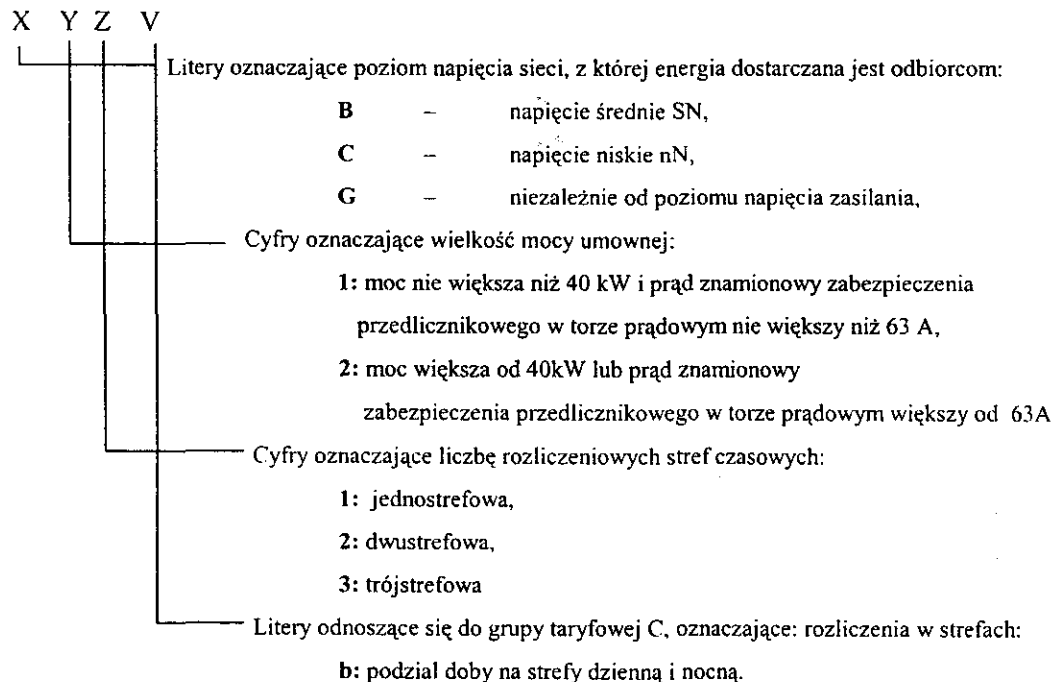 X Y Z V
Litery oznaczające poziom napięcia sieci, z której energia dostarczana jest odbiorcom:
B – napięcie średnie SN,
C – napięcie niskie nN,
G – niezależnie od poziomu napięcia zasilania,
Cyfry oznaczające wielkość mocy umownej:
1: moc nie większa niż 40 kW i prąd znamionowy zabezpieczenia
przedlicznikowego w torze prądowym nie większy niż 63 A,
2: moc większa od 40kW lub prąd znamionowy
zabezpieczenia przedlicznikowego w torze prądowym większy od 63A
Cyfry oznaczające liczbę rozliczeniowych stref czasowych:
1: jednostrefowa,
2: dwustrefowa,
3: trójstrefowa
Litery odnoszące się do grupy taryfowej C, oznaczające: rozliczenia w strefach:
b: podział doby na strefy dzienną i nocną.